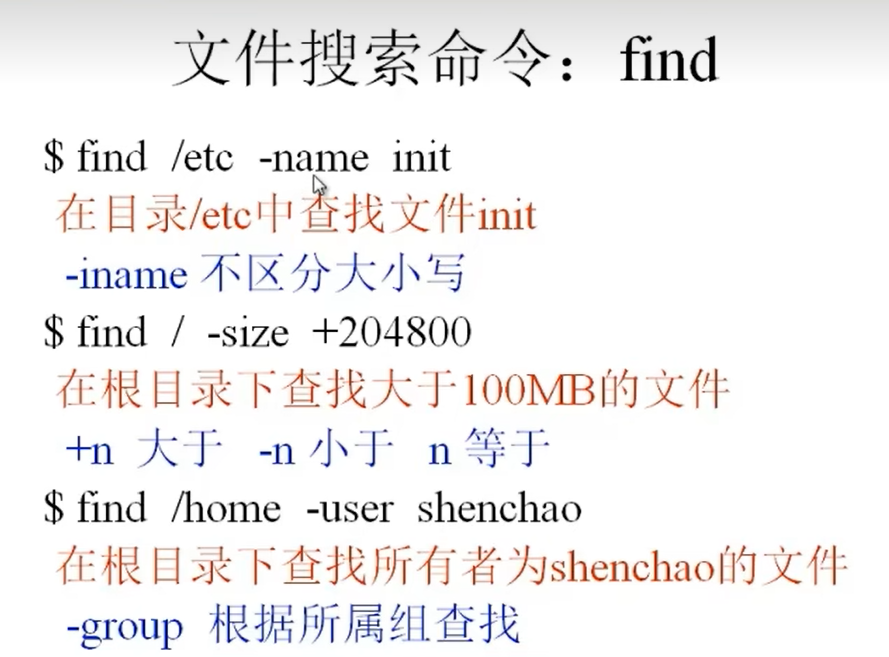 文件搜索命令：find
$ find /etc -name init
在目录/etc中查找文件init
-iname 不区分大小写
$ find / -size +204800
在根目录下查找大于100MB的文件
+n 大于 -n 小于 n 等于
$ find /home -user shenchao
在根目录下查找所有者为shenchao的文件
-group 根据所属组查找